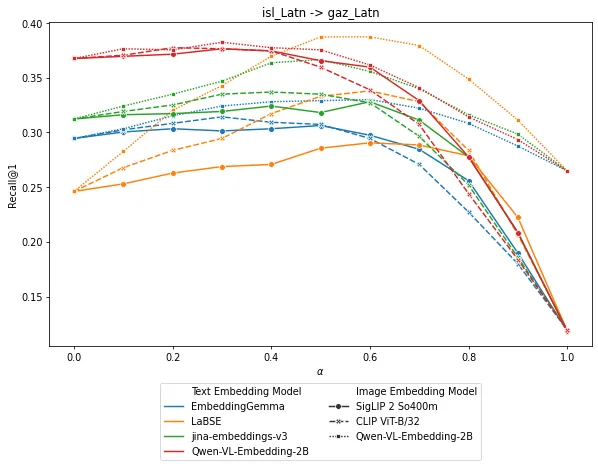 isl_Latn -> gaz_Latn
Recall@1
0.40
0.35
0.30
0.25
0.20
0.15
0.0 0.2 0.4 0.6 0.8 1.0
α
Text Embedding Model Image Embedding Model
EmbeddingGemma SigLIP 2 So400m
LaBSE CLIP ViT-B/32
jina-embeddings-v3 Qwen-VL-Embedding-2B
Qwen-VL-Embedding-2B